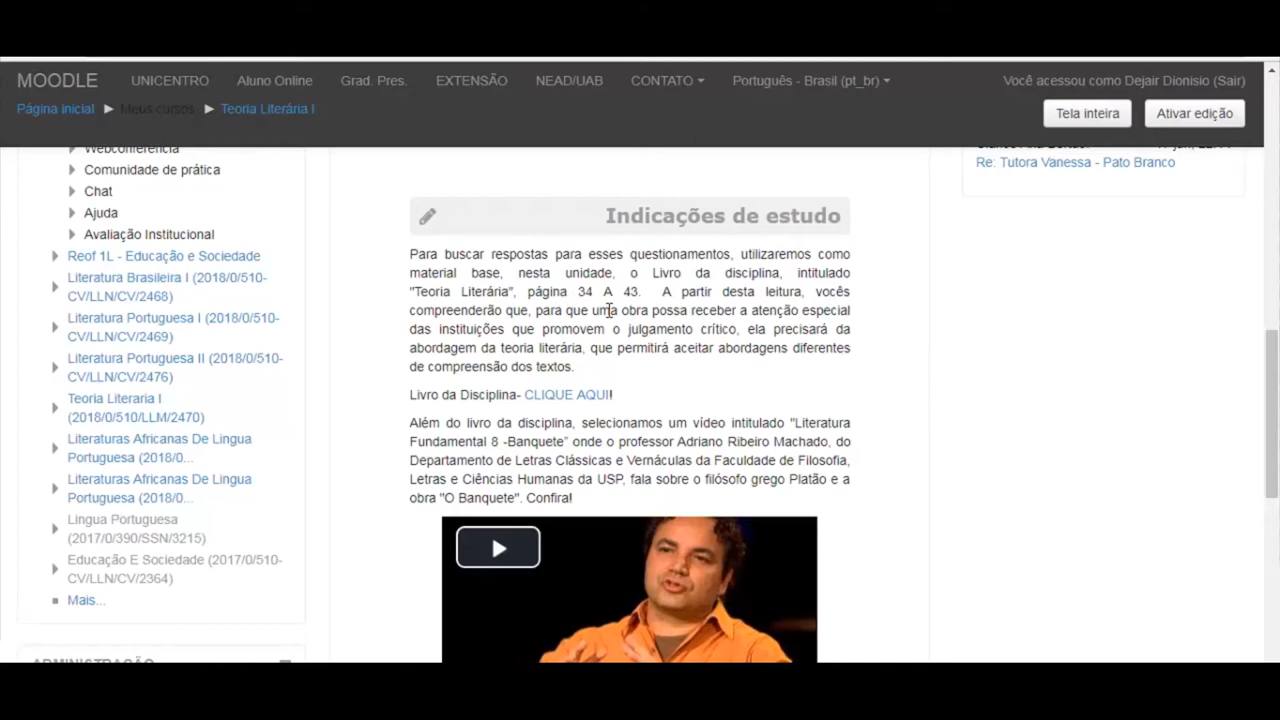 MOODLE UNICENTRO Aluno Online Grad. Pres. EXTENSÃO NEAD/UAB CONTATO Português - Brasil (pt_br) Você acessou como Dejair Dionisio (Sair)
Página inicial ► Meus cursos ► Teoria Literária I
Tela inteira Ativar edição
Webconferência
Comunidade de prática
Chat
Ajuda
Avaliação Institucional
Reof 1L - Educação e Sociedade
Literatura Brasileira I (2018/0/510-
CV/LLN/CV/2468)
Literatura Portuguesa I (2018/0/510-
CV/LLN/CV/2469)
Literatura Portuguesa II (2018/0/510-
CV/LLN/CV/2476)
Teoria Literaria I
(2018/0/510/LLM/2470)
Literaturas Africanas De Lingua
Portuguesa (2018/0...
Literaturas Africanas De Lingua
Portuguesa (2018/0...
Lingua Portuguesa
(2017/0/390/SSN/3215)
Educação E Sociedade (2017/0/510-
CV/LLN/CV/2364)
Mais...
ADMINISTRAÇÃO
Indicações de estudo
Para buscar respostas para esses questionamentos, utilizaremos como
material base, nesta unidade, o Livro da disciplina, intitulado
"Teoria Literária", página 34 A 43. A partir desta leitura, vocês
compreenderão que, para que uma obra possa receber a atenção especial
das instituições que promovem o julgamento crítico, ela precisará da
abordagem da teoria literária, que permitirá aceitar abordagens diferentes
de compreensão dos textos.
Livro da Disciplina- CLIQUE AQUI!
Além do livro da disciplina, selecionamos um vídeo intitulado "Literatura
Fundamental 8 -Banquete" onde o professor Adriano Ribeiro Machado, do
Departamento de Letras Clássicas e Vernáculas da Faculdade de Filosofia,
Letras e Ciências Humanas da USP, fala sobre o filósofo grego Platão e a
obra "O Banquete". Confira!
Re: Tutora Vanessa - Pato Branco